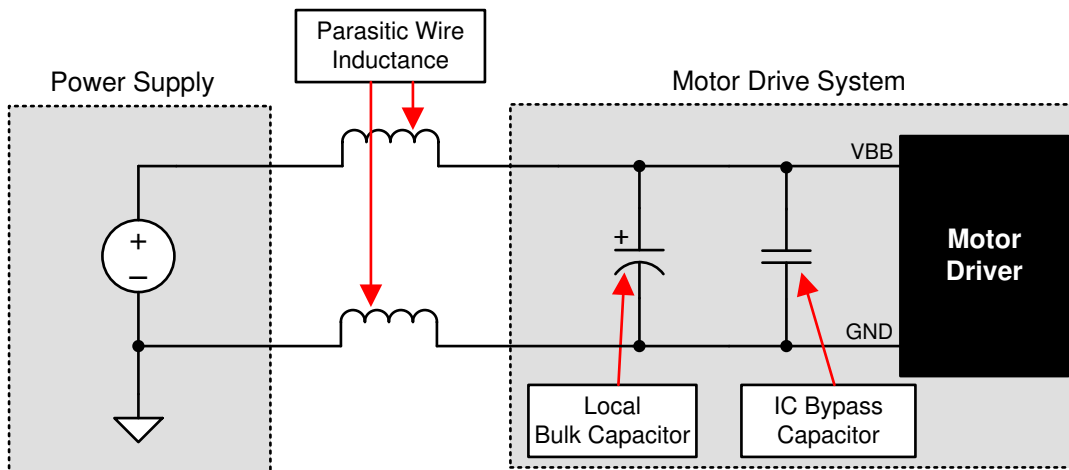 Parasitic Wire
Inductance
Power Supply
Motor Drive System
VBB
+
–
+
Motor
Driver
GND
Local
Bulk Capacitor
IC Bypass
Capacitor